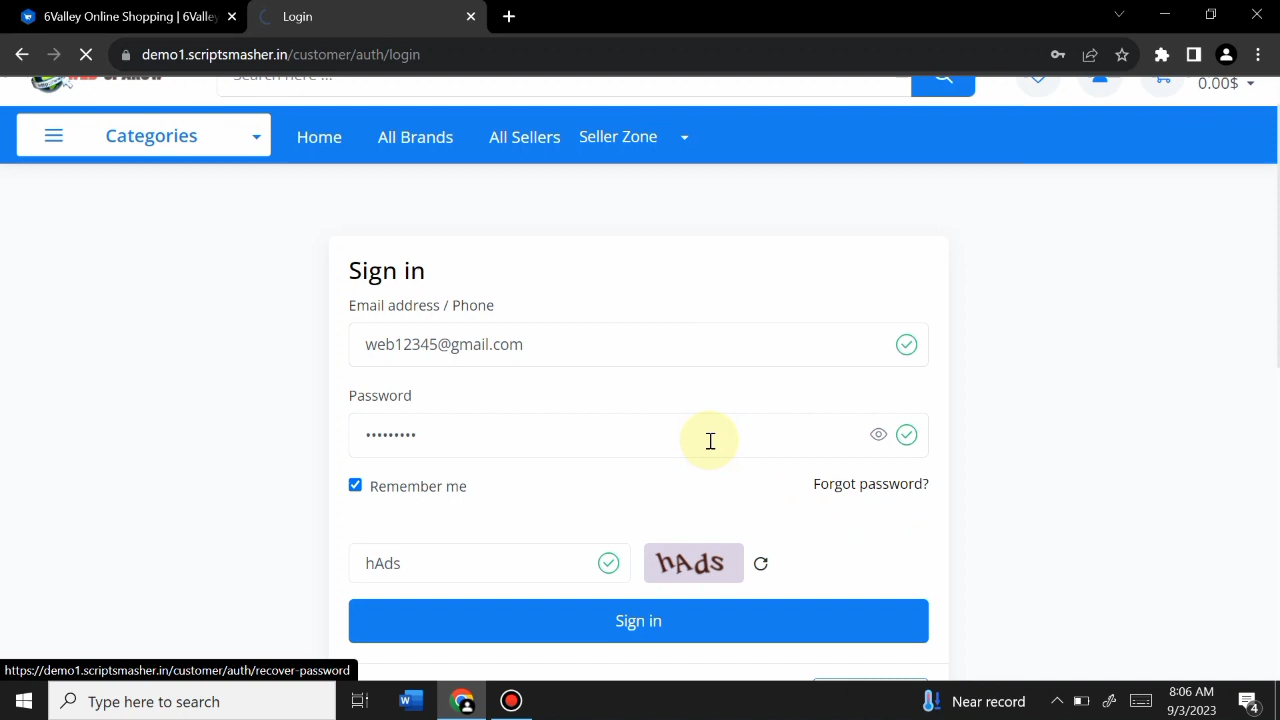 6Valley Online Shopping | 6Valley
Login
demo1.scriptsmasher.in/customer/auth/login
Search here ...
0.00$
Categories
Home
All Brands
All Sellers
Seller Zone
Sign in
Email address / Phone
web12345@gmail.com
Password
Remember me
Forgot password?
hAds
hAds
Sign in
https://demo1.scriptsmasher.in/customer/auth/recover-password
Type here to search
Near record
8:06 AM
9/3/2023
4